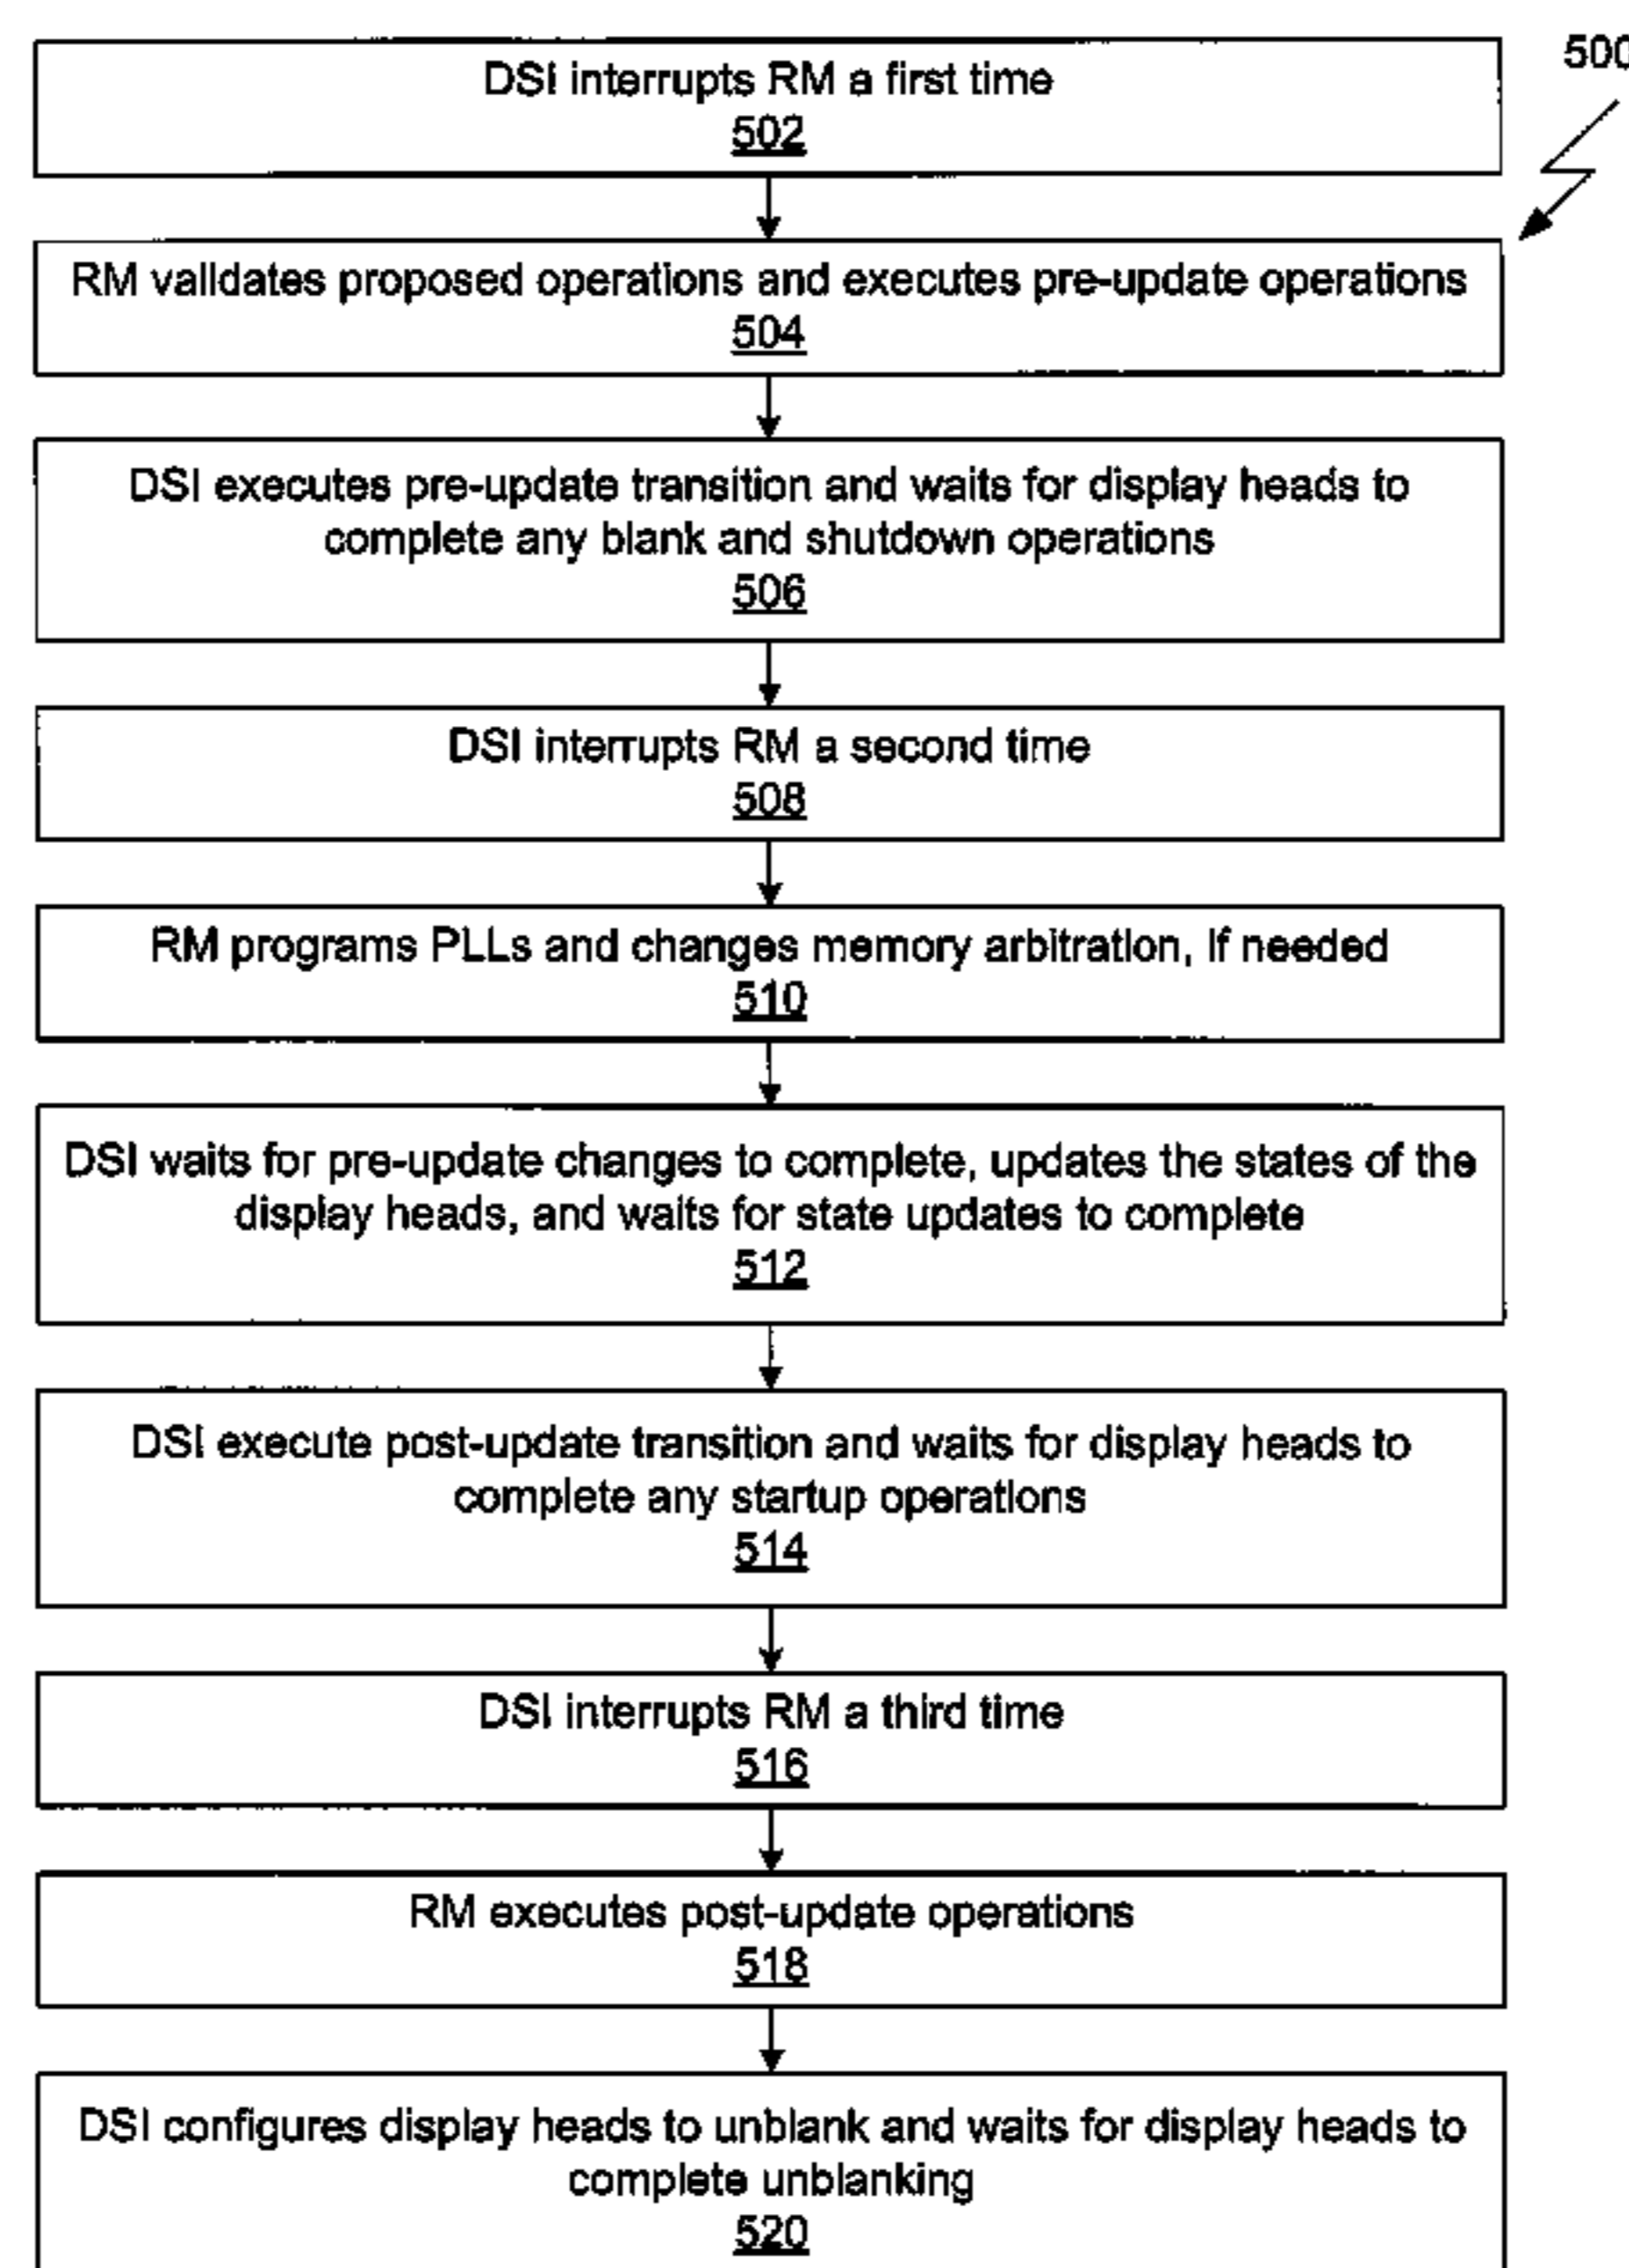 500
DSI interrupts RM a first time
502
RM validates proposed operations and executes pre-update operations
504
DSI executes pre-update transition and waits for display heads to
complete any blank and shutdown operations
506
DSI interrupts RM a second time
508
RM programs PLLs and changes memory arbitration, if needed
510
DSI waits for pre-update changes to complete, updates the states of the
display heads, and waits for state updates to complete
512
DSI execute post-update transition and waits for display heads to
complete any startup operations
514
DSI interrupts RM a third time
516
RM executes post-update operations
518
DSI configures display heads to unblank and waits for display heads to
complete unblanking
520